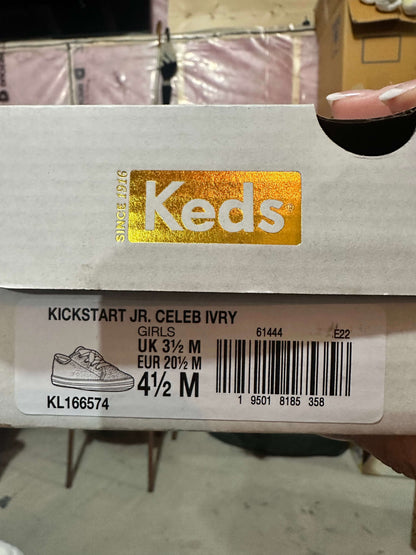 SINCE 1916
Keds®
KICKSTART JR. CELEB IVRY
GIRLS
61444
E22
UK 3½ M
EUR 20½ M
4½ M
KL166574
1 95018 8185 358